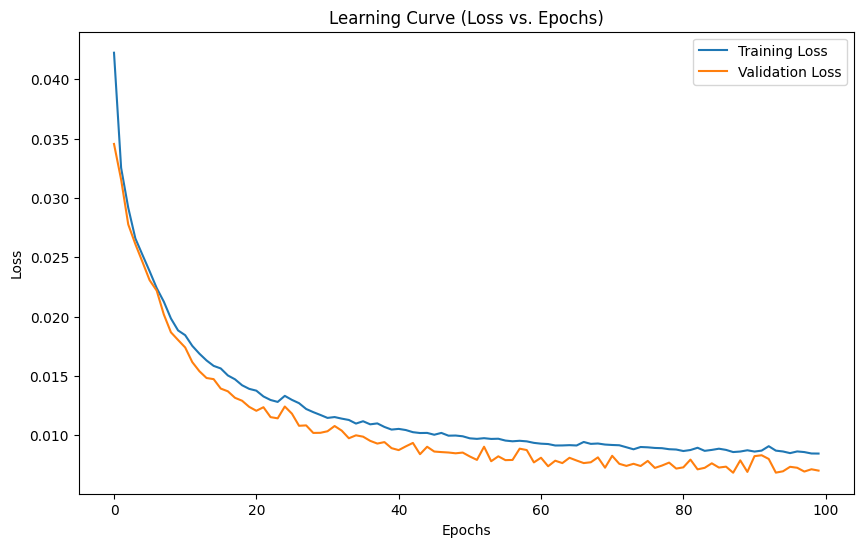 Learning Curve (Loss vs. Epochs)
Training Loss
Validation Loss
0.040
0.035
0.030
0.025
0.020
0.015
0.010
Loss
0
20
40
60
80
100
Epochs